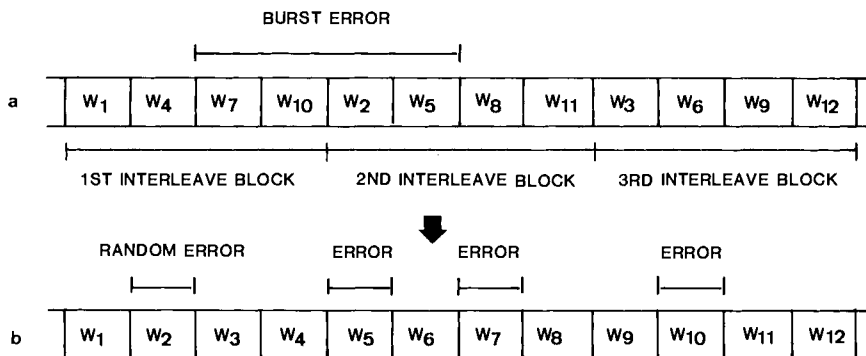 BURST ERROR
a W₁ W₄ W₇ W₁₀ W₂ W₅ W₈ W₁₁ W₃ W₆ W₉ W₁₂
1ST INTERLEAVE BLOCK 2ND INTERLEAVE BLOCK 3RD INTERLEAVE BLOCK
RANDOM ERROR ERROR ERROR ERROR
b W₁ W₂ W₃ W₄ W₅ W₆ W₇ W₈ W₉ W₁₀ W₁₁ W₁₂